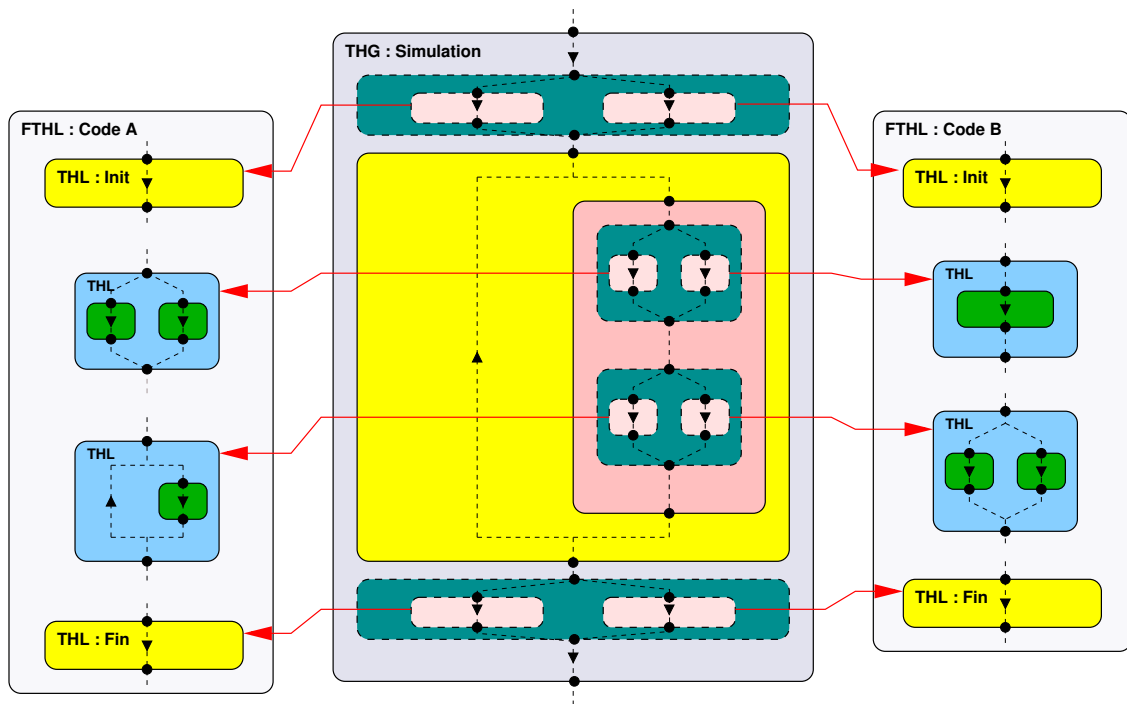 THG : Simulation
FTHL : Code A
THL : Init
THL
THL
THL : Fin
FTHL : Code B
THL : Init
THL
THL
THL : Fin